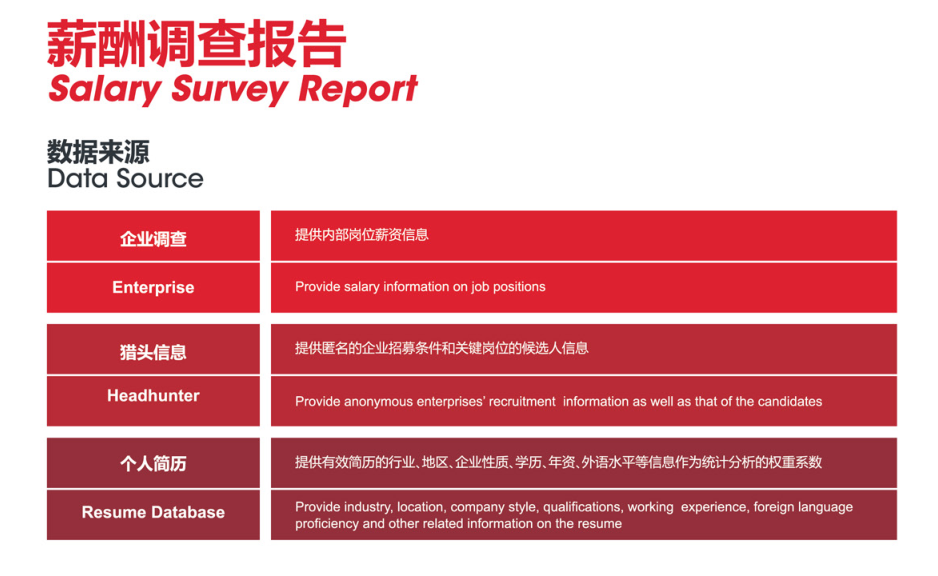 薪酬调查报告
Salary Survey Report
数据来源
Data Source
企业调查
提供内部岗位薪资信息
Enterprise
Provide salary information on job positions
猎头信息
提供匿名的企业招募条件和关键岗位的候选人信息
Headhunter
Provide anonymous enterprises' recruitment information as well as that of the candidates
个人简历
提供有效简历的行业、地区、企业性质、学历、年资、外语水平等信息作为统计分析的权重系数
Resume Database
Provide industry, location, company style, qualifications, working experience, foreign language
proficiency and other related information on the resume